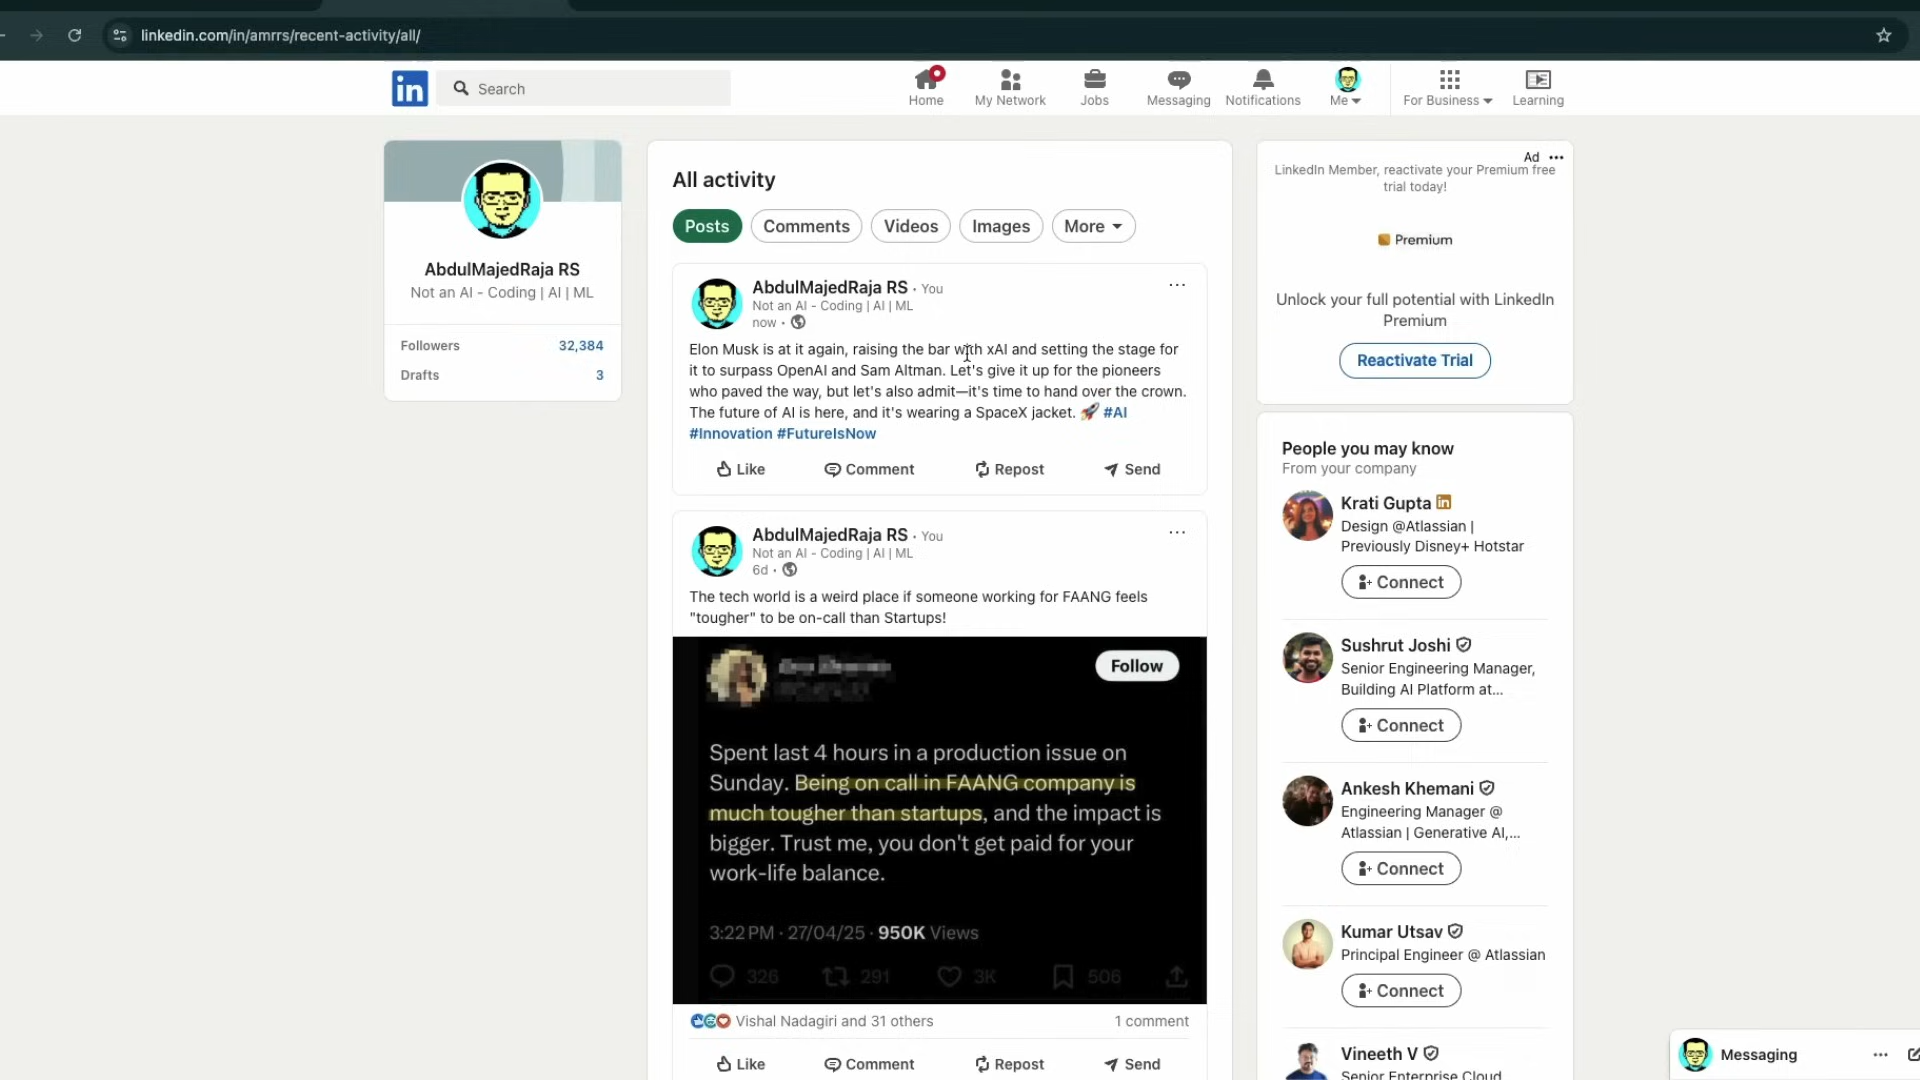 linkedin.com/in/amrrs/recent-activity/all/
in
Search
Home
My Network
Jobs
Messaging
Notifications
Me
For Business
Learning
AbdulMajedRaja RS
Not an AI - Coding | AI | ML
Followers 32,384
Drafts 3
All activity
Posts
Comments
Videos
Images
More
AbdulMajedRaja RS · You
Not an AI - Coding | AI | ML
now ·
Elon Musk is at it again, raising the bar with xAI and setting the stage for
it to surpass OpenAI and Sam Altman. Let's give it up for the pioneers
who paved the way, but let's also admit—it's time to hand over the crown.
The future of AI is here, and it's wearing a SpaceX jacket. 🚀 #AI
#Innovation #FutureIsNow
Like
Comment
Repost
Send
AbdulMajedRaja RS · You
Not an AI - Coding | AI | ML
6d ·
The tech world is a weird place if someone working for FAANG feels
"tougher" to be on-call than Startups!
Follow
Spent last 4 hours in a production issue on
Sunday. Being on call in FAANG company is
much tougher than startups, and the impact is
bigger. Trust me, you don't get paid for your
work-life balance.
3:22 PM · 27/04/25 · 950K Views
326 291 3K 506
Vishal Nadagiri and 31 others
1 comment
Like
Comment
Repost
Send
Ad
LinkedIn Member, reactivate your Premium free
trial today!
Premium
Unlock your full potential with LinkedIn
Premium
Reactivate Trial
People you may know
From your company
Krati Gupta in
Design @Atlassian |
Previously Disney+ Hotstar
Connect
Sushrut Joshi
Senior Engineering Manager,
Building AI Platform at...
Connect
Ankesh Khemani
Engineering Manager @
Atlassian | Generative AI,...
Connect
Kumar Utsav
Principal Engineer @ Atlassian
Connect
Vineeth V
Senior Enterprise Cloud
Messaging